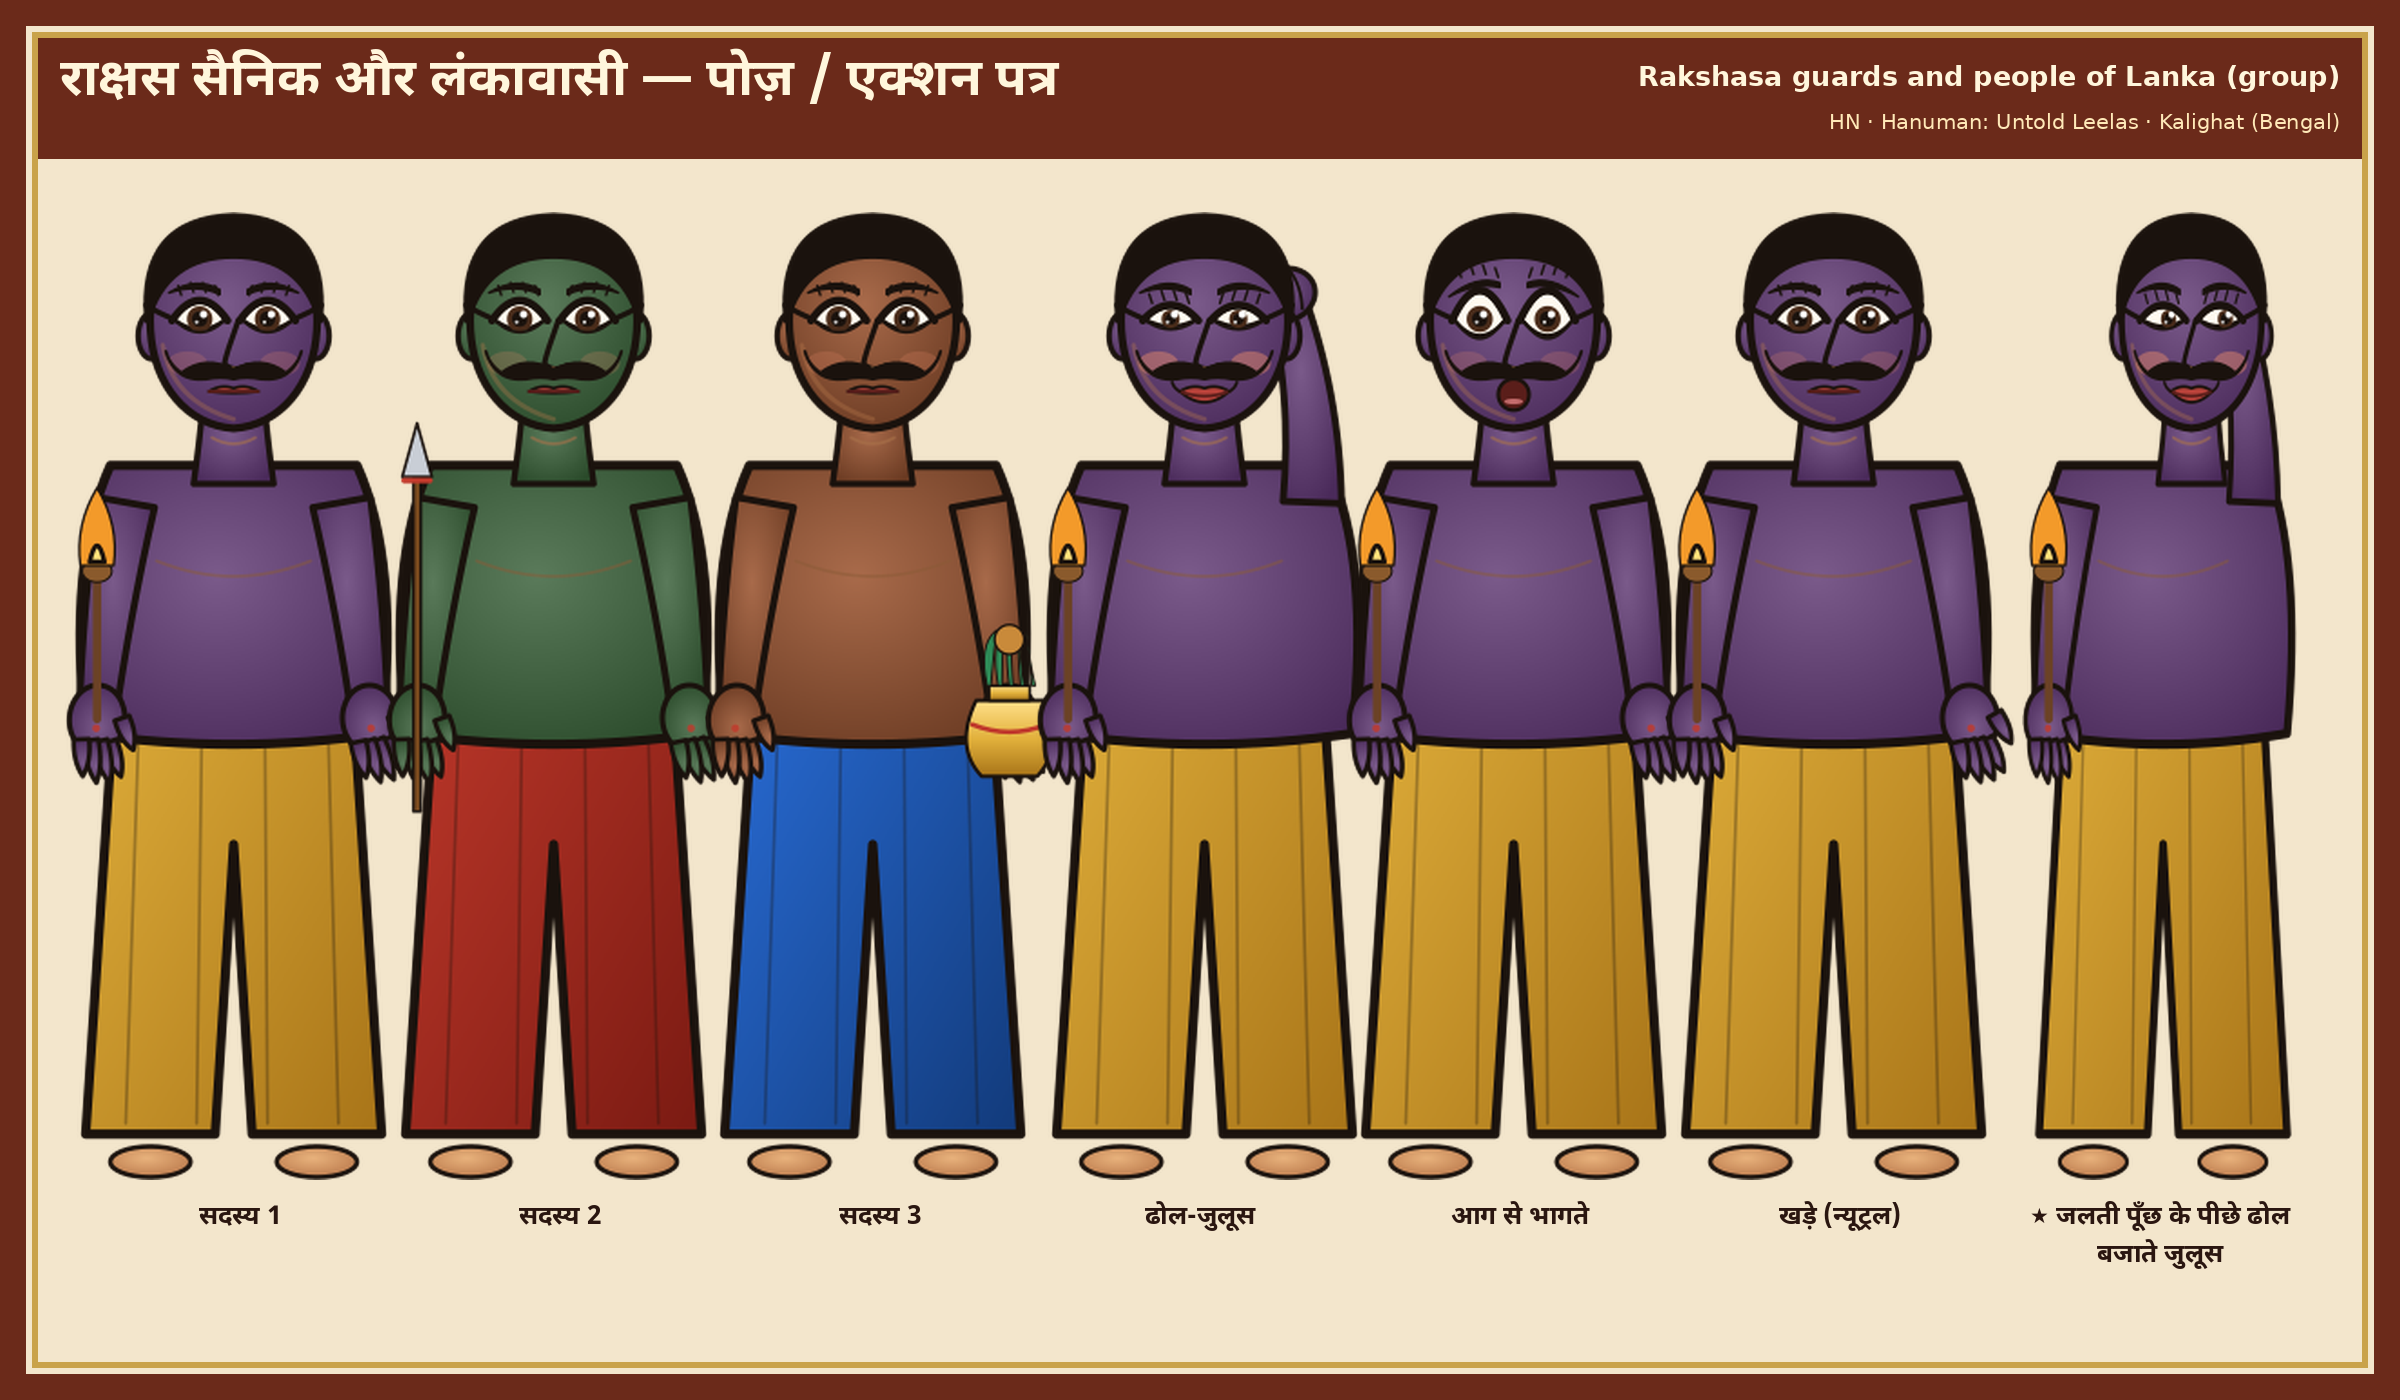 राक्षस सैनिक और लंकावासी — पोज़ / एक्शन पत्र
Rakshasa guards and people of Lanka (group)
HN · Hanuman: Untold Leelas · Kalighat (Bengal)
सदस्य 1
सदस्य 2
सदस्य 3
ढोल-जुलूस
आग से भागते
खड़े (न्यूट्रल)
★ जलती पूँछ के पीछे ढोल
बजाते जुलूस